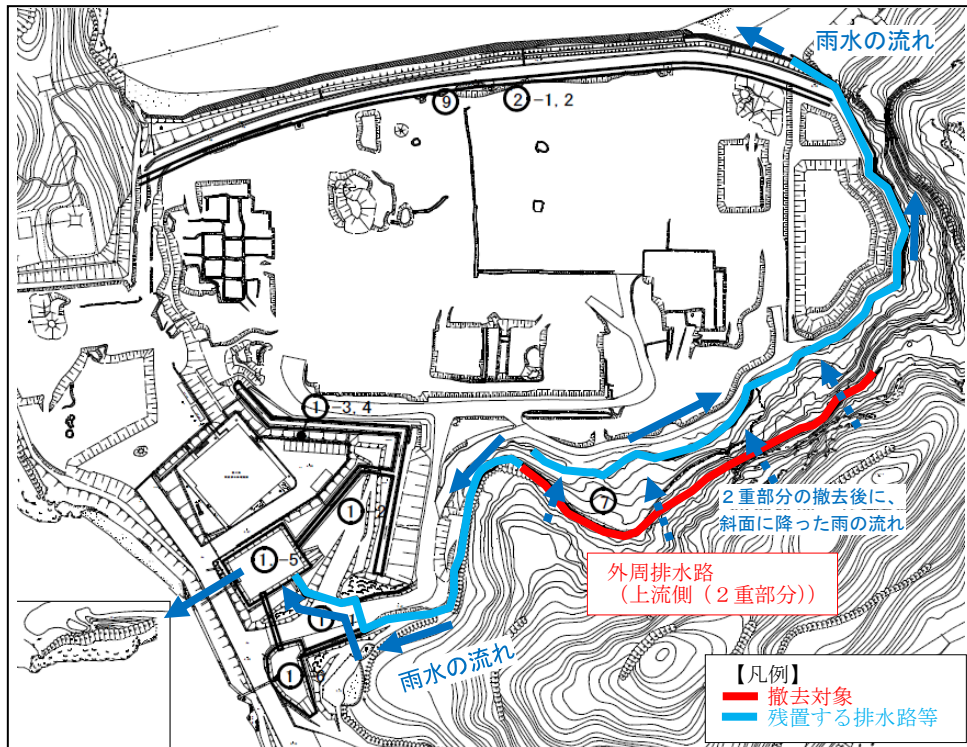 雨水の流れ
⑨
②-1, 2
①-3, 4
①-2
⑦
①-5
2重部分の撤去後に、
斜面に降った雨の流れ
外周排水路
(上流側(2重部分))
①
雨水の流れ
①
【凡例】
撤去対象
残置する排水路等